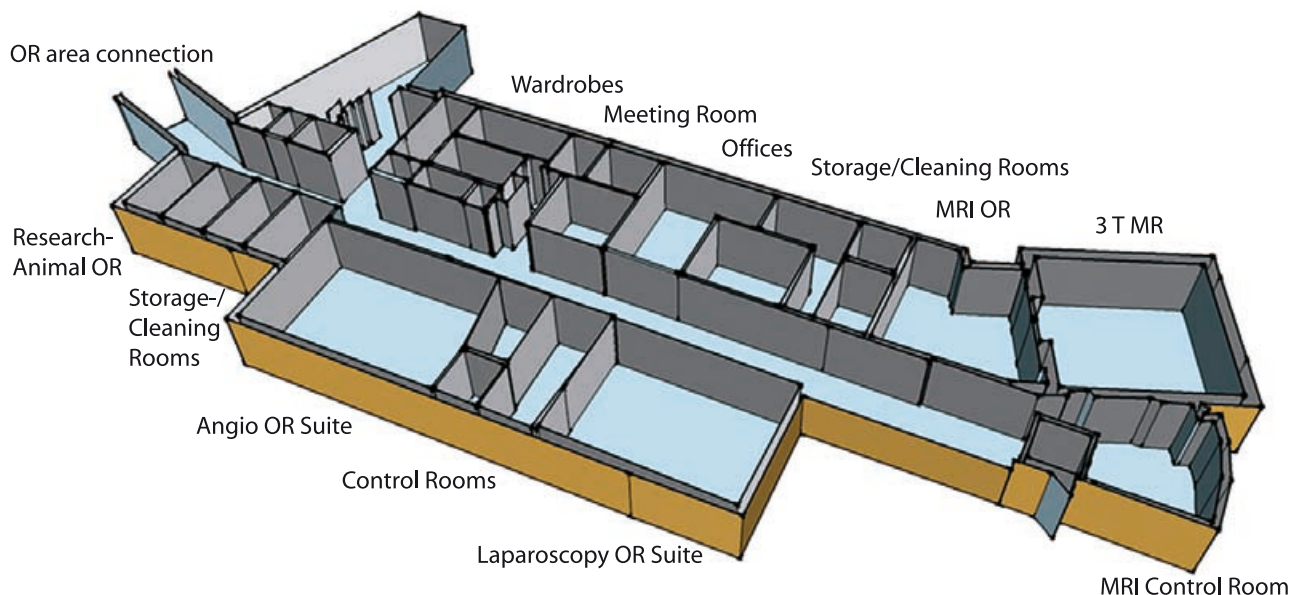 OR area connection
Wardrobes
Meeting Room
Offices
Storage/Cleaning Rooms
MRI OR
3 T MR
Research-
Animal OR
Storage-/
Cleaning
Rooms
Angio OR Suite
Control Rooms
Laparoscopy OR Suite
MRI Control Room